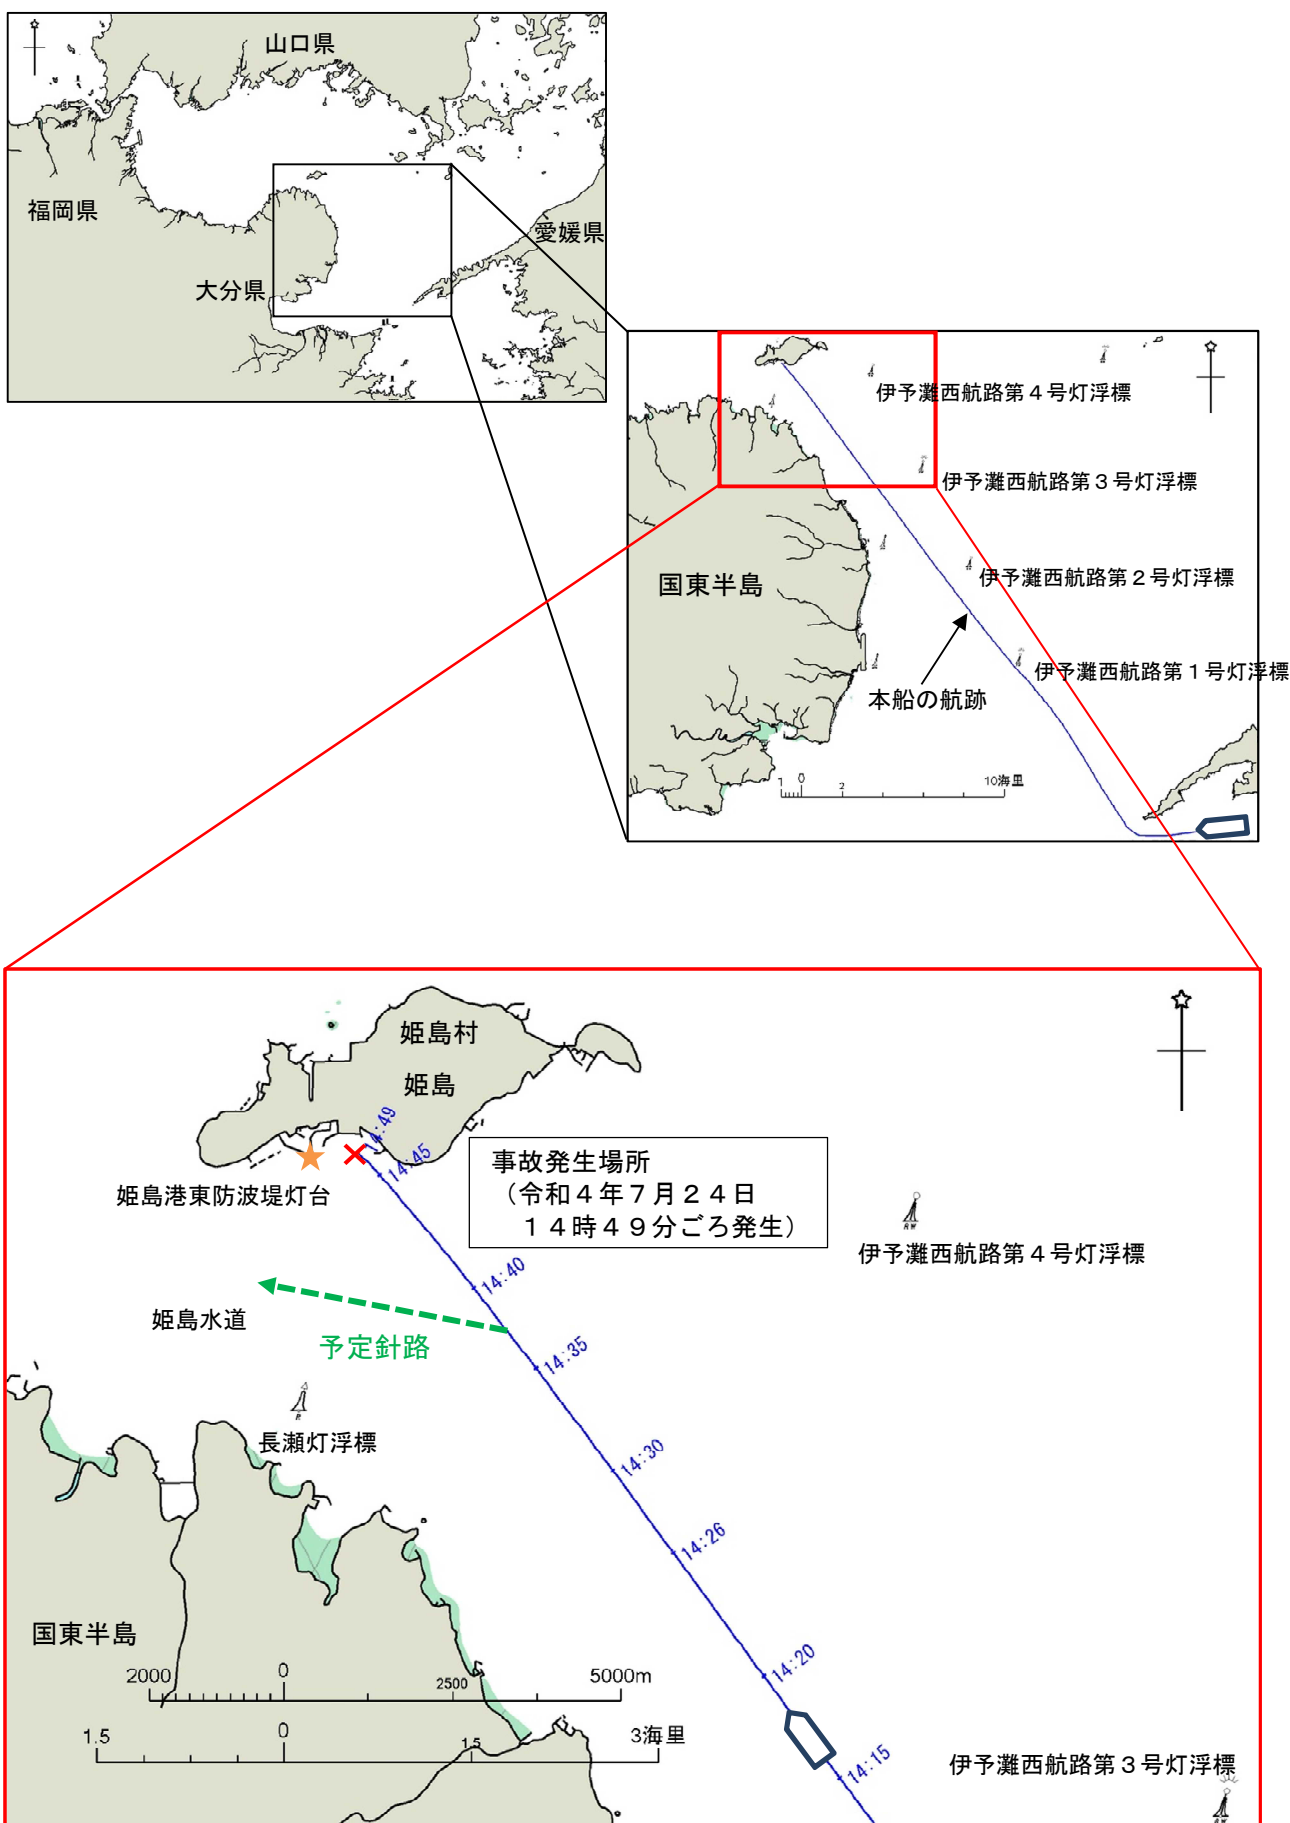 山口県
福岡県
愛媛県
大分県
伊予灘西航路第４号灯浮標
伊予灘西航路第３号灯浮標
国東半島
伊予灘西航路第２号灯浮標
伊予灘西航路第１号灯浮標
本船の航跡
1 0 2 10海里
姫島村
姫島
14:49
14:45
事故発生場所
（令和４年７月２４日
１４時４９分ごろ発生）
姫島港東防波堤灯台
伊予灘西航路第４号灯浮標
14:40
姫島水道
予定針路
14:35
長瀬灯浮標
14:30
14:26
国東半島
14:20
2000 0 2500 5000m
1.5 0 1.5 3海里
14:15
伊予灘西航路第３号灯浮標